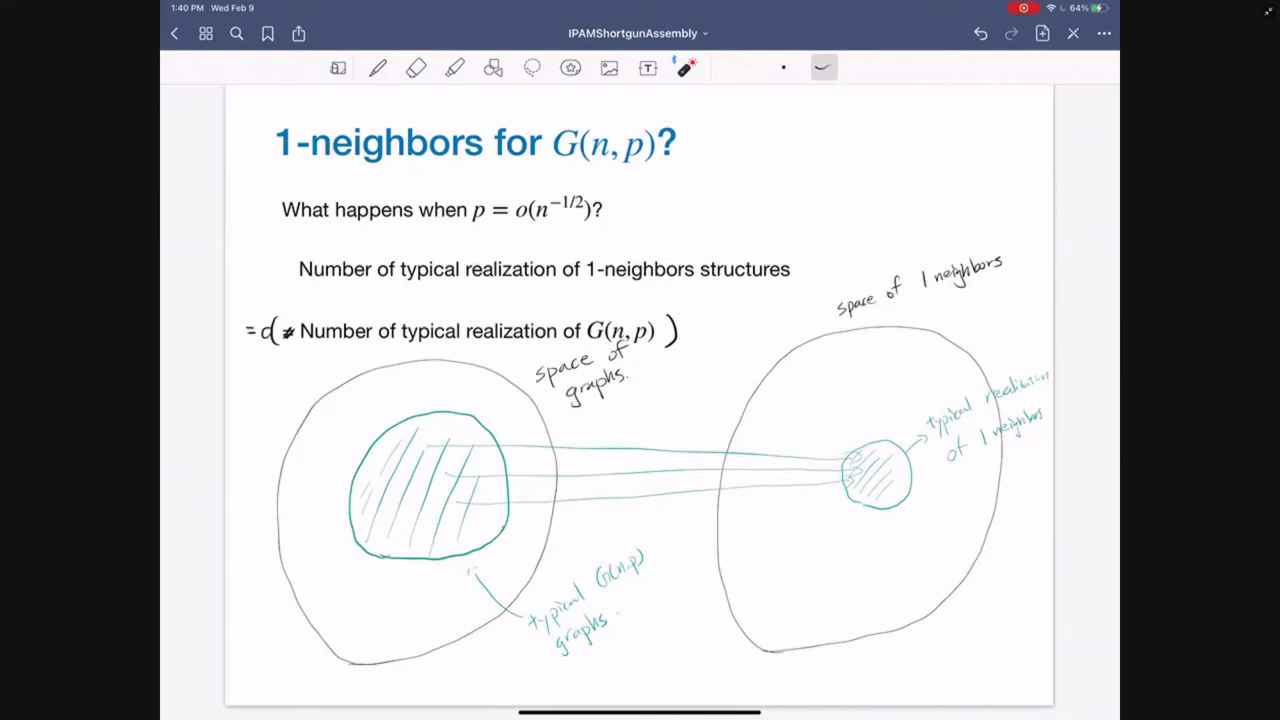 1:40 PM Wed Feb 9
64%
IPAMShortgunAssembly
T
1-neighbors for G(n, p)?
What happens when p = o(n^{-1/2})?
Number of typical realization of 1-neighbors structures
space of 1 neighbors
= o( Number of typical realization of G(n, p) )
space of
graphs.
typical
of 1 neighbors
typical G(n,p)
graphs.